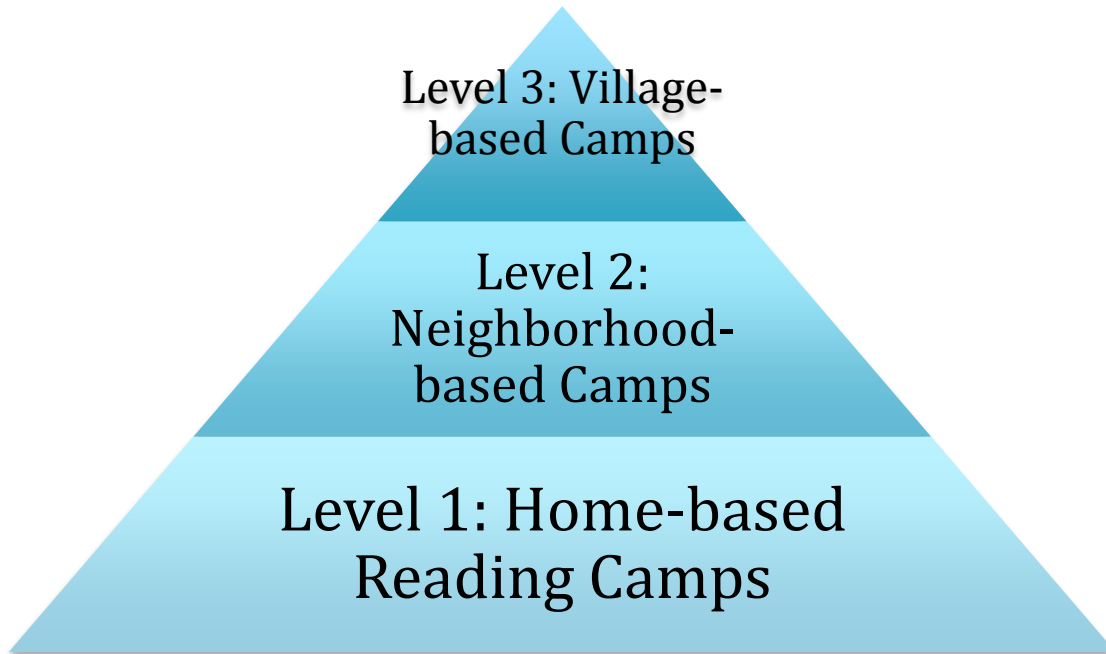 Level 3: Village-
based Camps
Level 2:
Neighborhood-
based Camps
Level 1: Home-based
Reading Camps